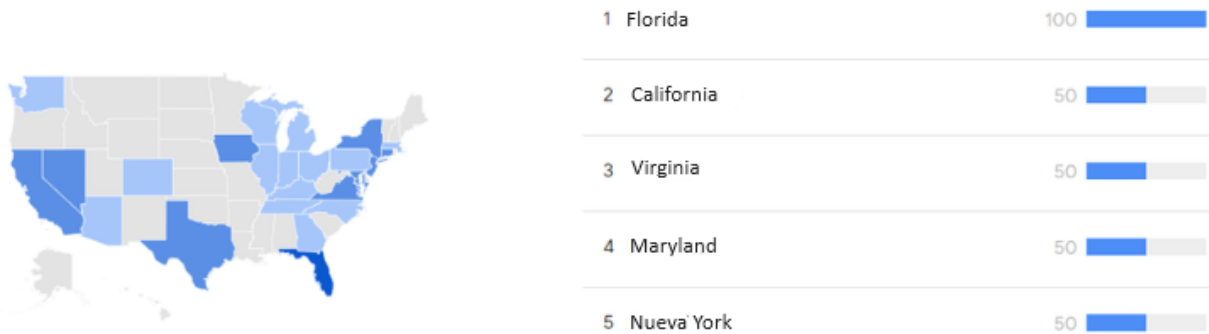 1 Florida 100
2 California 50
3 Virginia 50
4 Maryland 50
5 Nueva York 50